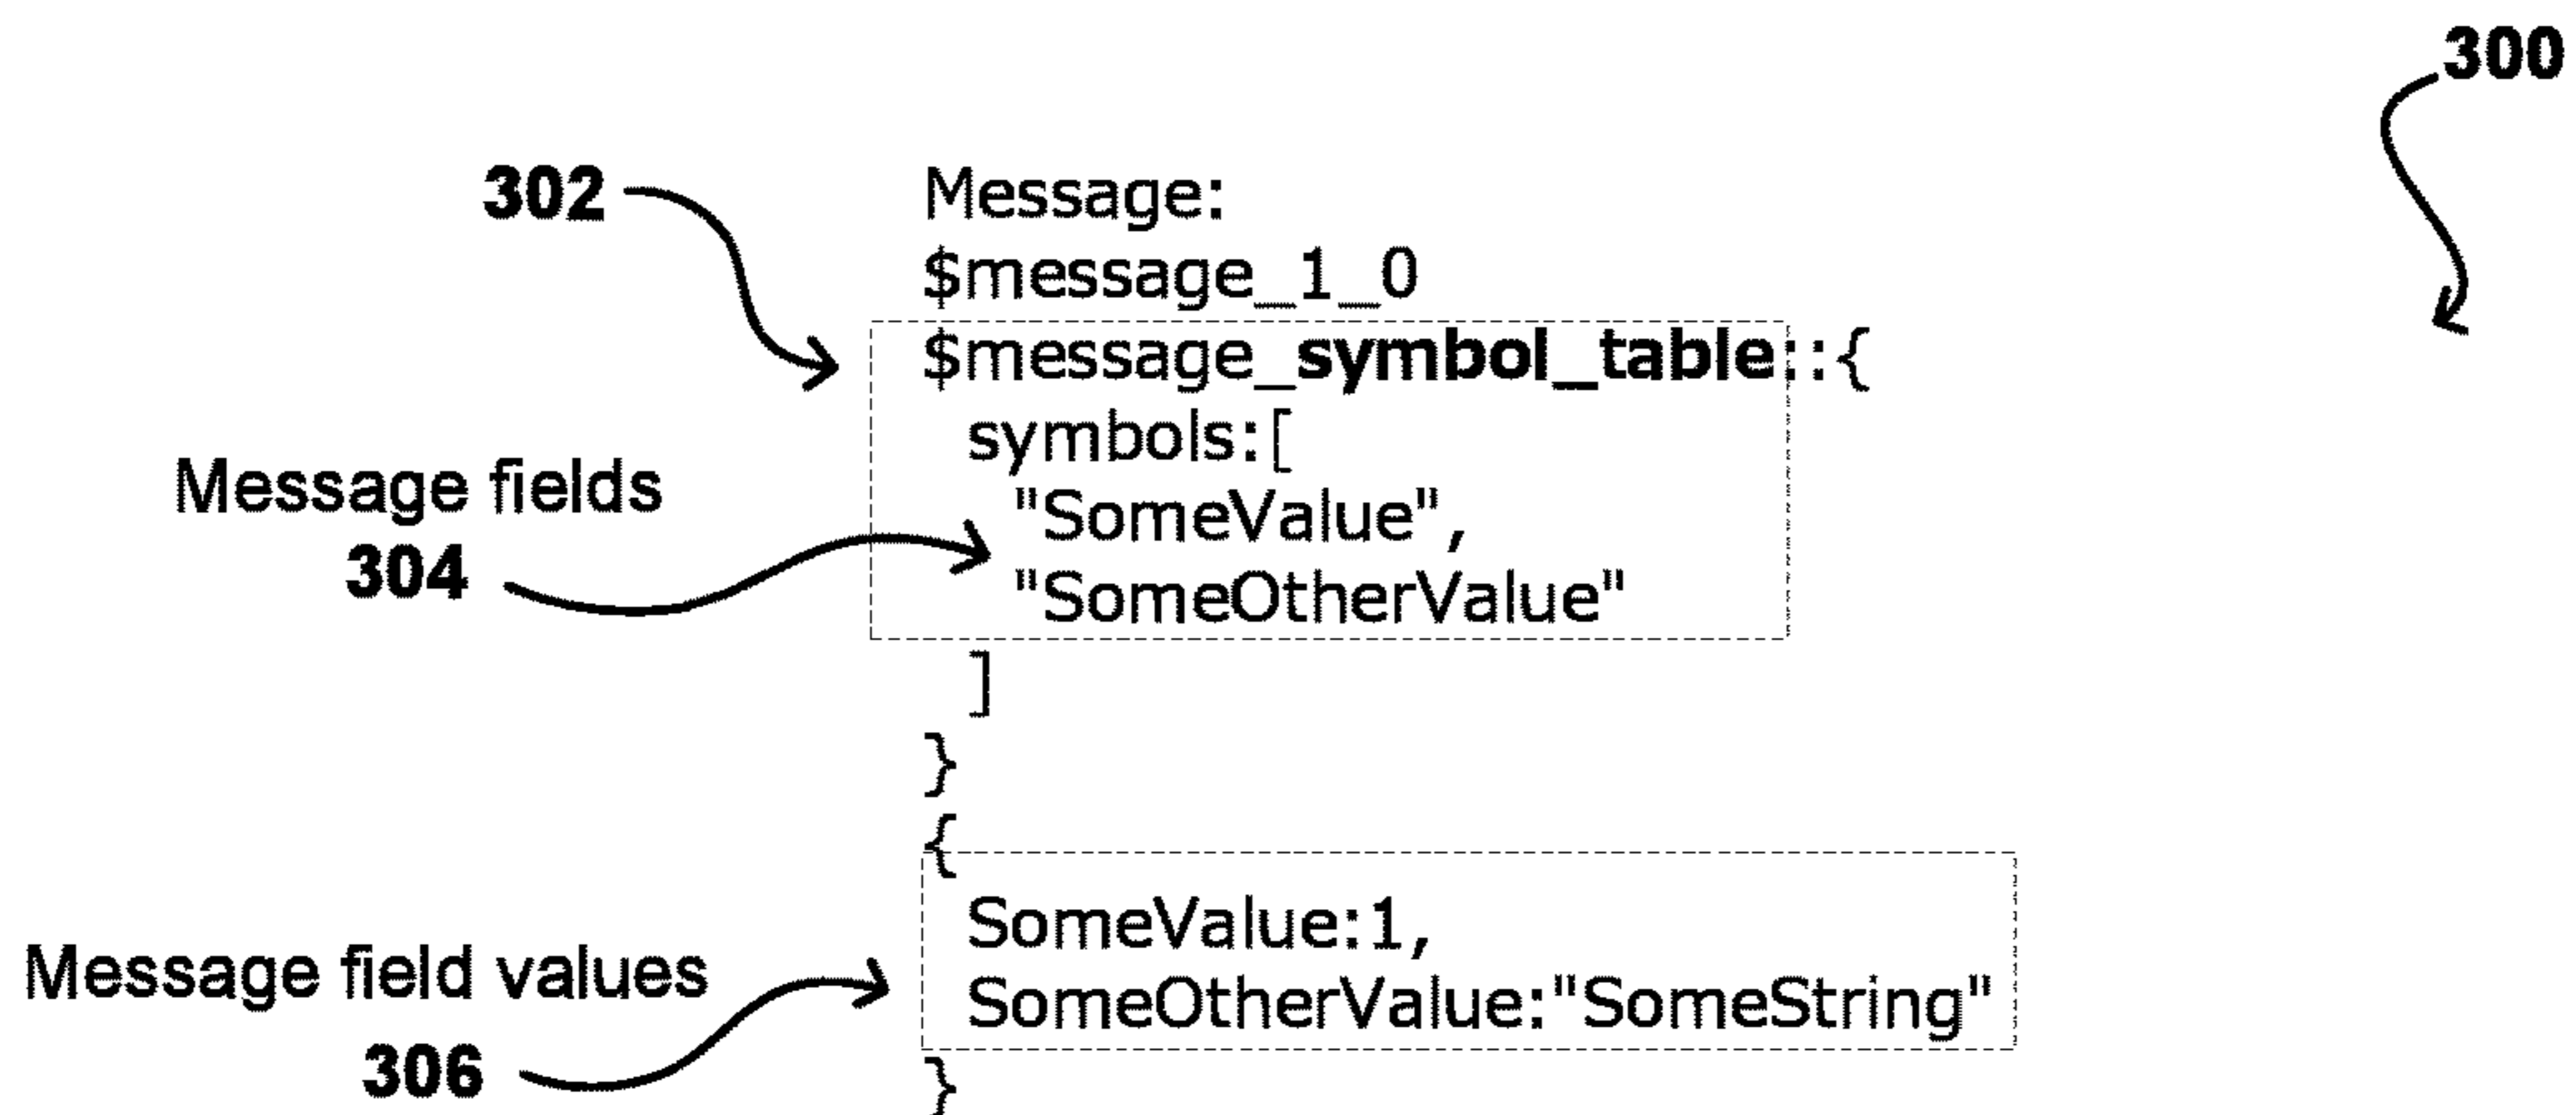 300
302
Message:
$message_1_0
$message_symbol_table::{
symbols:[
Message fields
"SomeValue",
304
"SomeOtherValue"
]
}
{
SomeValue:1,
Message field values
SomeOtherValue:"SomeString"
306
}